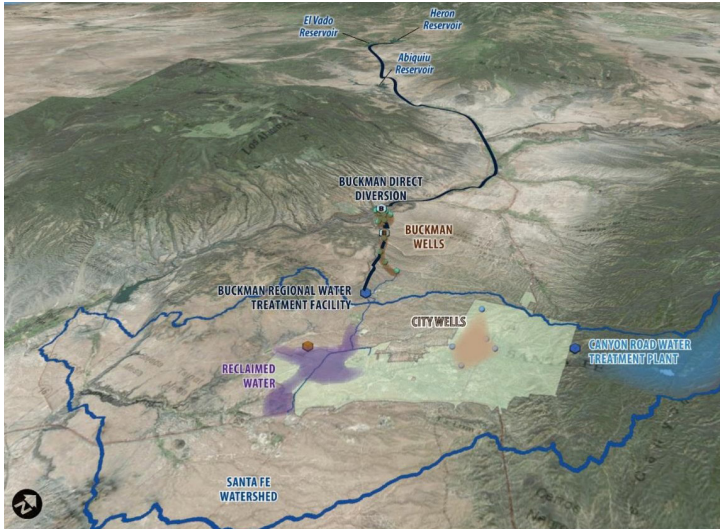 El Vado
Reservoir
Heron
Reservoir
Abiquiu
Reservoir
BUCKMAN DIRECT
DIVERSION
BUCKMAN
WELLS
BUCKMAN REGIONAL WATER
TREATMENT FACILITY
CITY WELLS
CANYON ROAD WATER
TREATMENT PLANT
RECLAIMED
WATER
SANTA FE
WATERSHED